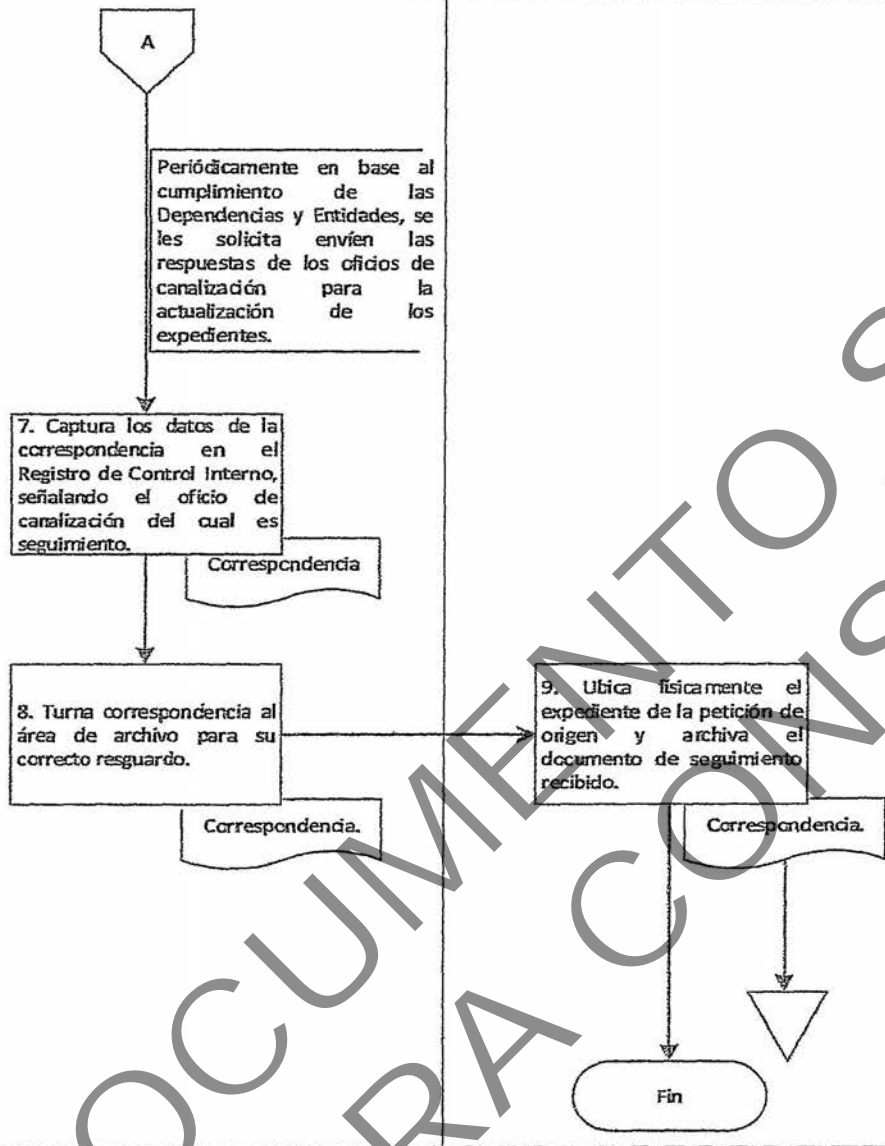 A
Periódicamente en base al
cumplimiento de las
Dependencias y Entidades, se
les solicita envíen las
respuestas de los oficios de
canalización para la
actualización de los
expedientes.
7. Captura los datos de la
correspondencia en el
Registro de Control Interno,
señalando el oficio de
canalización del cual es
seguimiento.
Correspondencia
8. Turna correspondencia al
área de archivo para su
correcto resguardo.
Correspondencia.
9. Ubica físicamente el
expediente de la petición de
origen y archiva el
documento de seguimiento
recibido.
Correspondencia.
Fin